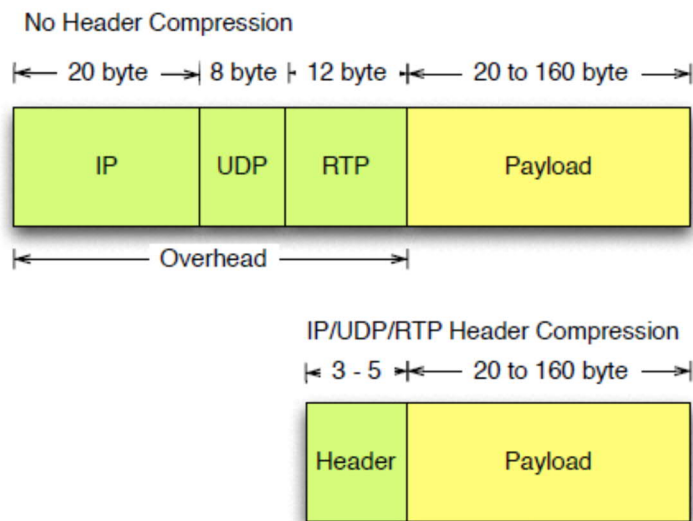 No Header Compression
20 byte 8 byte 12 byte 20 to 160 byte
IP UDP RTP Payload
Overhead
IP/UDP/RTP Header Compression
3 - 5 20 to 160 byte
Header Payload